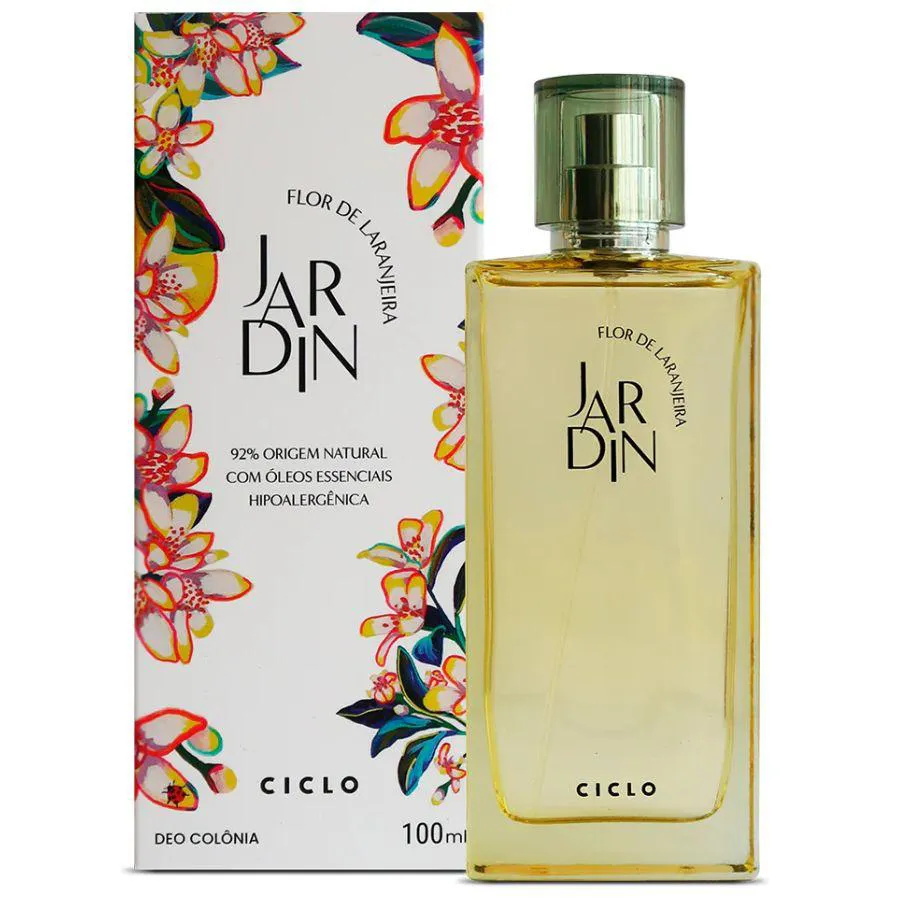 FLOR DE LARANJEIRA
JAR
DIN
92% ORIGEM NATURAL
COM ÓLEOS ESSENCIAIS
HIPOALERGÊNICA
CICLO
DEO COLÔNIA
100ml
FLOR DE LARANJEIRA
JAR
DIN
CICLO